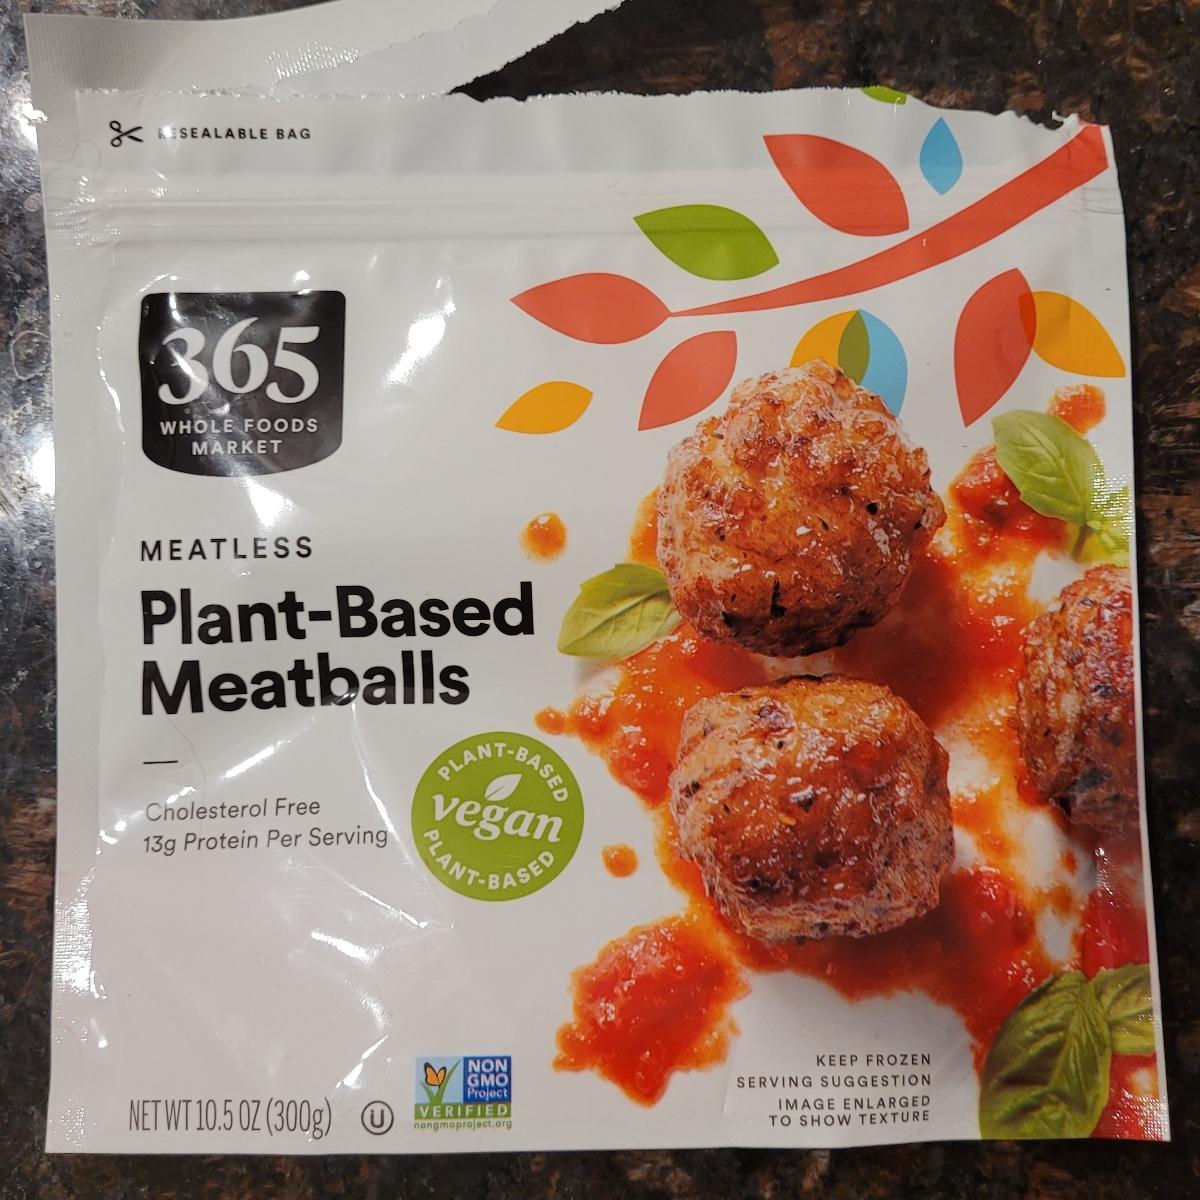 RESEALABLE BAG
365
WHOLE FOODS
MARKET
MEATLESS
Plant-Based
Meatballs
Cholesterol Free
13g Protein Per Serving
PLANT-BASED
vegan
PLANT-BASED
NET WT 10.5 OZ (300g)
U
NON
GMO
Project
VERIFIED
nongmoproject.org
KEEP FROZEN
SERVING SUGGESTION
IMAGE ENLARGED
TO SHOW TEXTURE